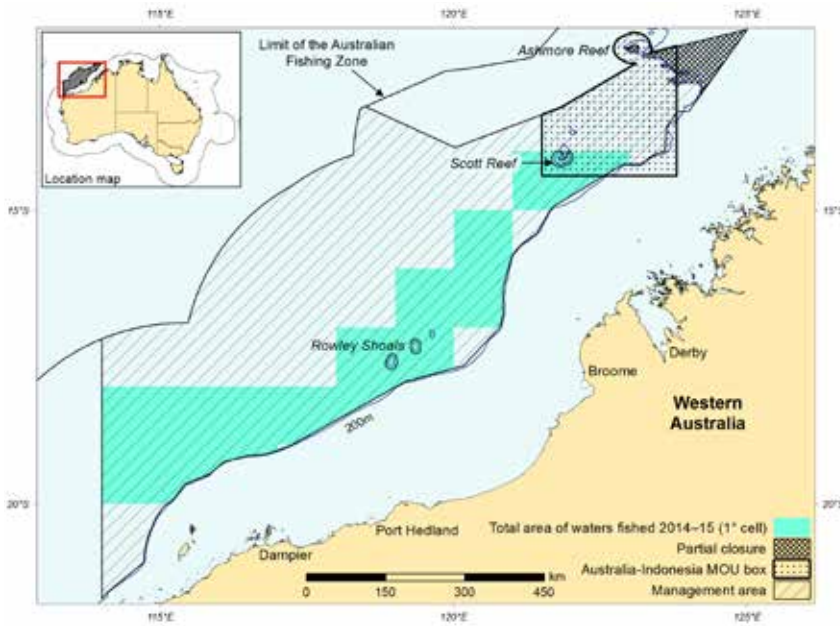 115°E
120°E
125°E
Limit of the Australian
Fishing Zone
Ashmore Reef
Location map
Scott Reef
15°S
15°S
Rowley Shoals
Derby
Broome
Western
Australia
200m
20°S
20°S
Port Hedland
Dampier
Total area of waters fished 2014–15 (1° cell)
Partial closure
Australia-Indonesia MOU box
Management area
km
0
150
300
450
115°E
120°E
125°E